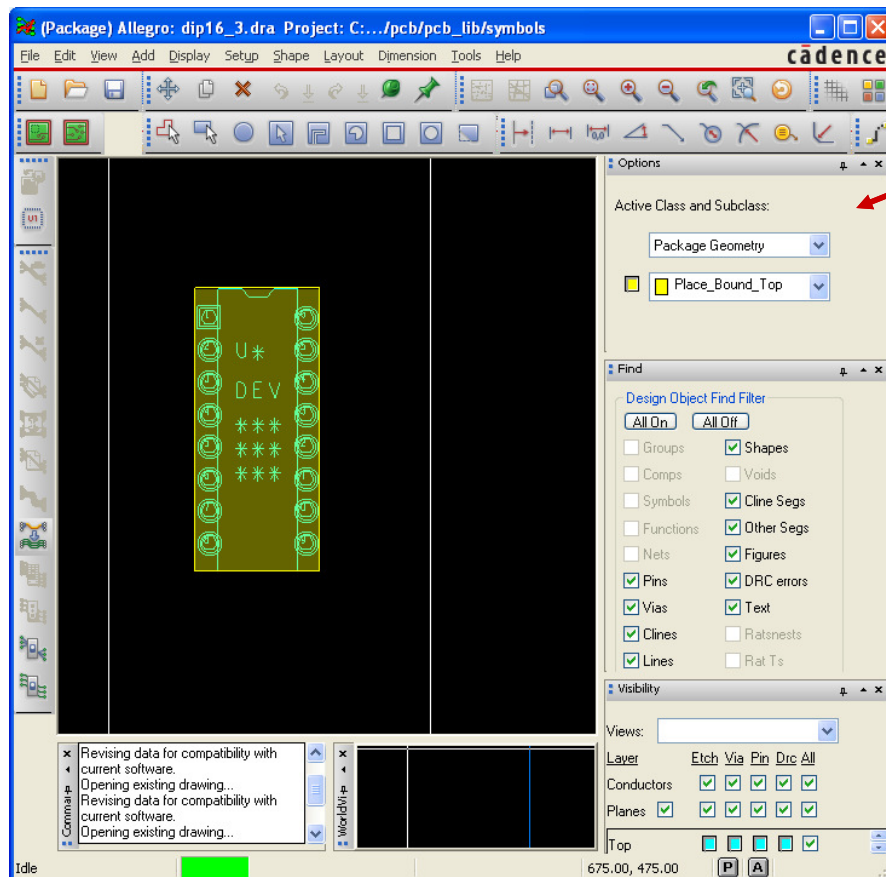 (Package) Allegro: dip16_3.dra Project: C:.../pcb/pcb_lib/symbols
File Edit View Add Display Setup Shape Layout Dimension Tools Help
cādence
Options
Active Class and Subclass:
Package Geometry
Place_Bound_Top
U*
DEV
***
***
***
Find
Design Object Find Filter
All On All Off
Groups Shapes
Comps Voids
Symbols Cline Segs
Functions Other Segs
Nets Figures
Pins DRC errors
Vias Text
Clines Ratsnests
Lines Rat Ts
Visibility
Views:
Layer Etch Via Pin Drc All
Conductors
Planes
Top
Comman
Revising data for compatibility with
current software.
Opening existing drawing...
Revising data for compatibility with
current software.
Opening existing drawing...
WorldVi
Idle
675.00, 475.00
P A